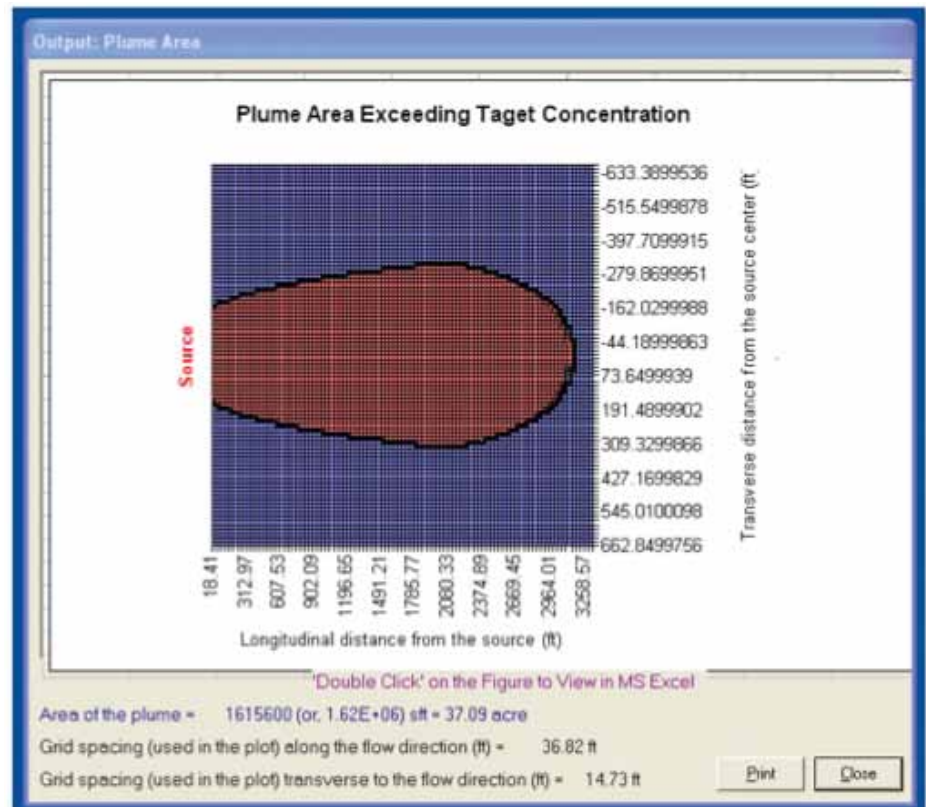 Output: Plume Area
Plume Area Exceeding Taget Concentration
-633.3899536
-515.5499878
-397.7099915
-279.8699951
-162.0299988
-44.18999863
73.6499939
191.4899902
309.3299866
427.1699829
545.0100098
662.8499756
Transverse distance from the source center (ft
Source
18.41
312.97
607.53
902.09
1196.65
1491.21
1785.77
2080.33
2374.89
2669.45
2964.01
3258.57
Longitudinal distance from the source (ft)
'Double Click' on the Figure to View in MS Excel
Area of the plume = 1615600 (or, 1.62E+06) sft = 37.09 acre
Grid spacing (used in the plot) along the flow direction (ft) = 36.82 ft
Grid spacing (used in the plot) transverse to the flow direction (ft) = 14.73 ft
Print
Close